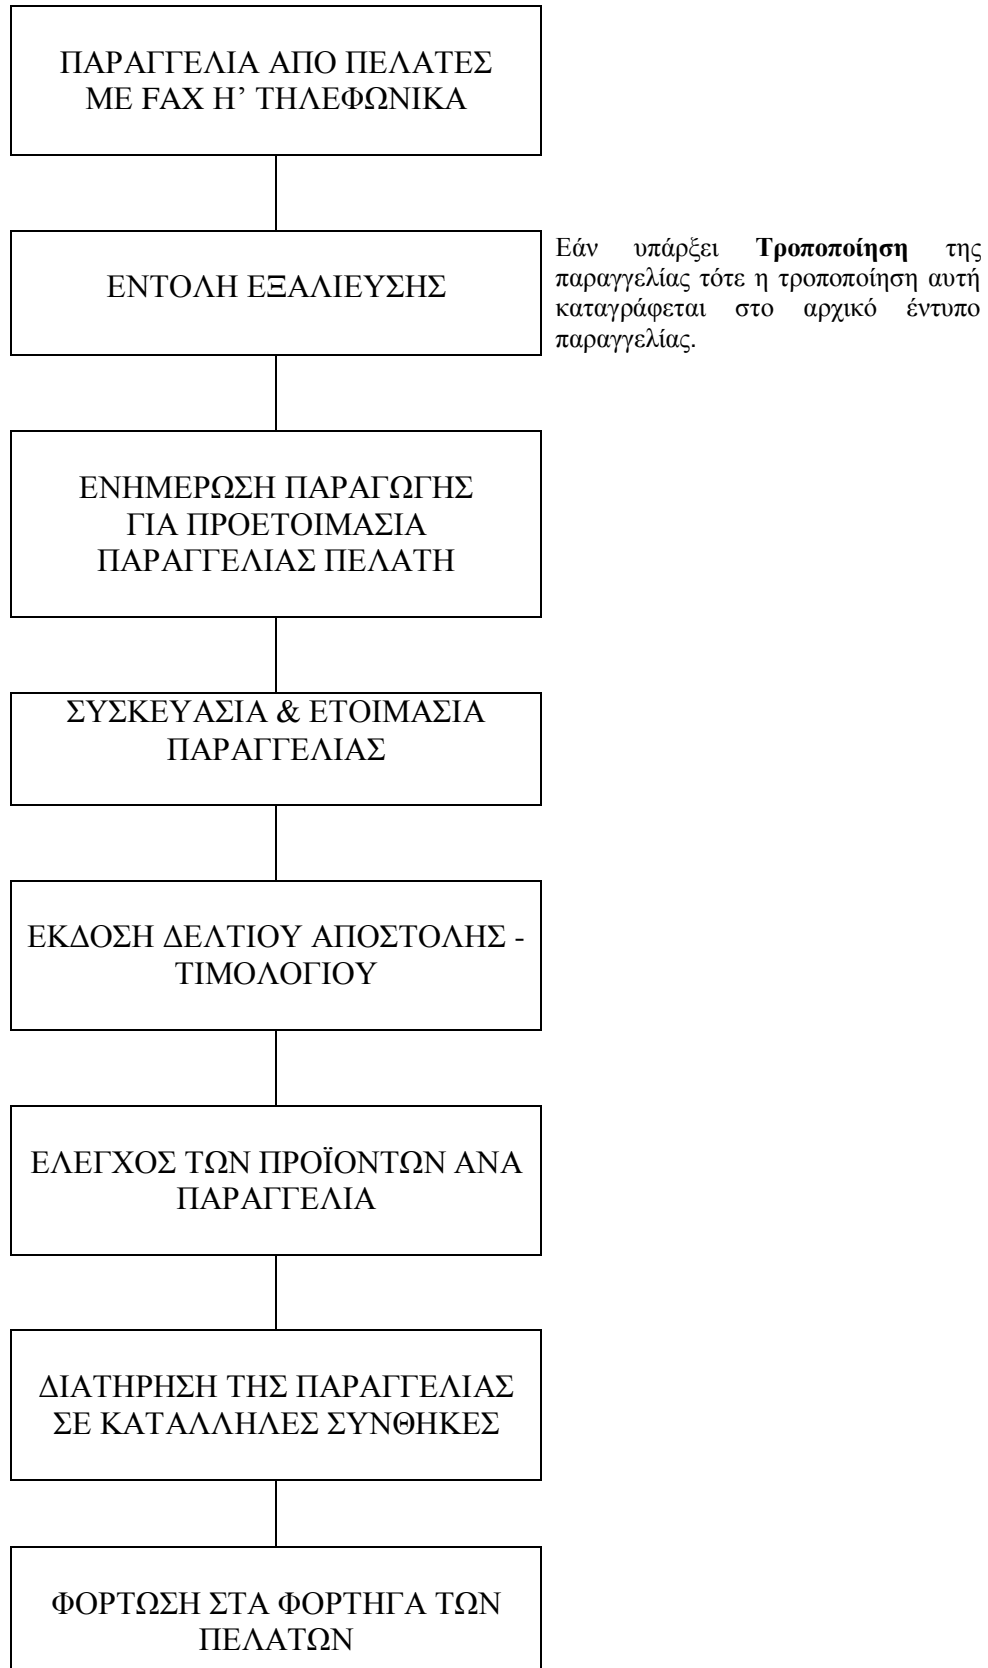 ΠΑΡΑΓΓΕΛΙΑ ΑΠΟ ΠΕΛΑΤΕΣ
ΜΕ FAX Η’ ΤΗΛΕΦΩΝΙΚΑ
ΕΝΤΟΛΗ ΕΞΑΛΙΕΥΣΗΣ
Εάν υπάρξει Τροποποίηση της
παραγγελίας τότε η τροποποίηση αυτή
καταγράφεται στο αρχικό έντυπο
παραγγελίας.
ΕΝΗΜΕΡΩΣΗ ΠΑΡΑΓΩΓΗΣ
ΓΙΑ ΠΡΟΕΤΟΙΜΑΣΙΑ
ΠΑΡΑΓΓΕΛΙΑΣ ΠΕΛΑΤΗ
ΣΥΣΚΕΥΑΣΙΑ & ΕΤΟΙΜΑΣΙΑ
ΠΑΡΑΓΓΕΛΙΑΣ
ΕΚΔΟΣΗ ΔΕΛΤΙΟΥ ΑΠΟΣΤΟΛΗΣ -
ΤΙΜΟΛΟΓΙΟΥ
ΕΛΕΓΧΟΣ ΤΩΝ ΠΡΟΪΟΝΤΩΝ ΑΝΑ
ΠΑΡΑΓΓΕΛΙΑ
ΔΙΑΤΗΡΗΣΗ ΤΗΣ ΠΑΡΑΓΓΕΛΙΑΣ
ΣΕ ΚΑΤΑΛΛΗΛΕΣ ΣΥΝΘΗΚΕΣ
ΦΟΡΤΩΣΗ ΣΤΑ ΦΟΡΤΗΓΑ ΤΩΝ
ΠΕΛΑΤΩΝ